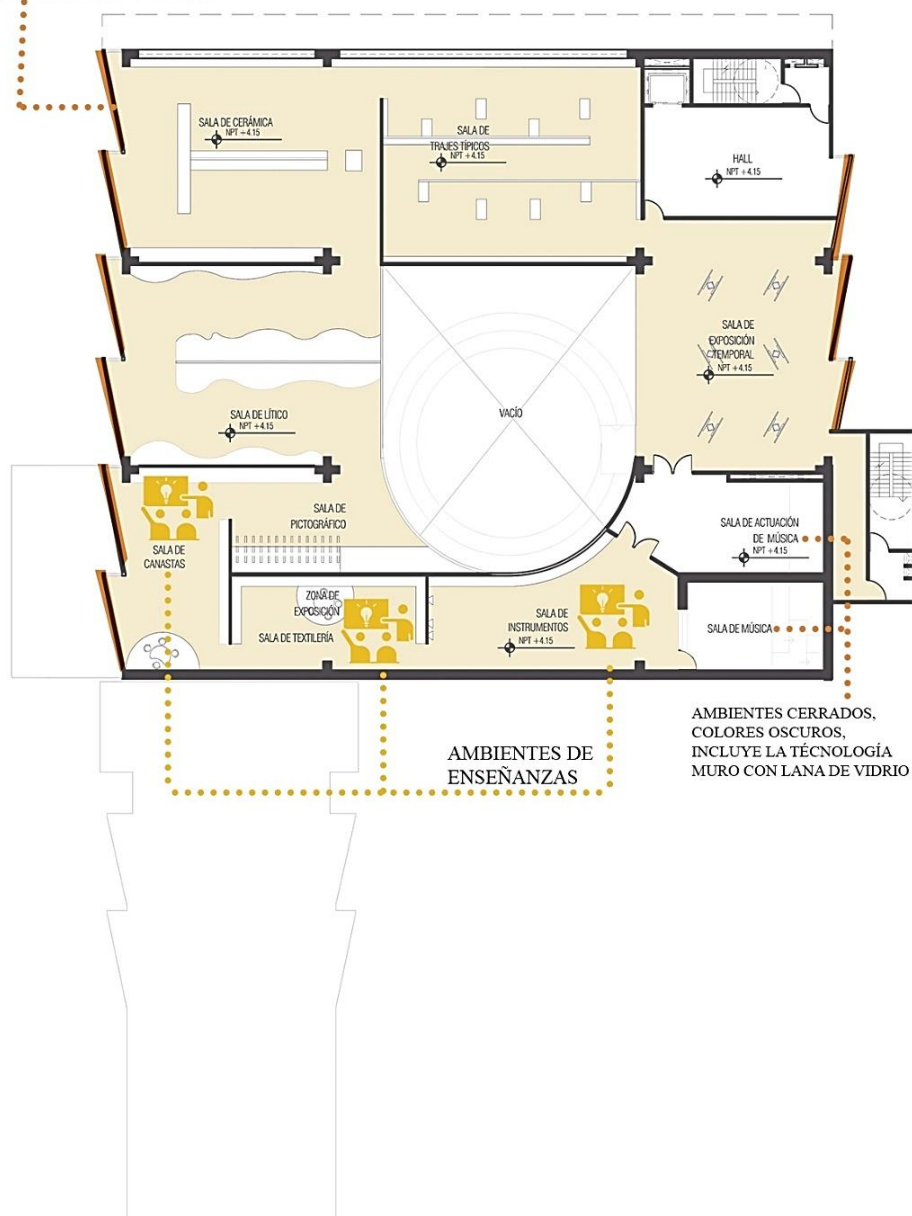 SALA DE CERÁMICA
NPT +4.15
SALA DE
TRAJES TÍPICOS
NPT +4.15
HALL
NPT +4.15
SALA DE
EXPOSICIÓN
TEMPORAL
NPT +4.15
SALA DE LÍTICO
NPT +4.15
VACÍO
SALA DE
PICTOGRÁFICO
SALA DE
CANASTAS
SALA DE ACTUACIÓN
DE MÚSICA
NPT +4.15
ZONA DE
EXPOSICIÓN
SALA DE TEXTILERÍA
SALA DE
INSTRUMENTOS
NPT +4.15
SALA DE MÚSICA
AMBIENTES DE
ENSEÑANZAS
AMBIENTES CERRADOS,
COLORES OSCUROS,
INCLUYE LA TÉCNOLOGÍA
MURO CON LANA DE VIDRIO